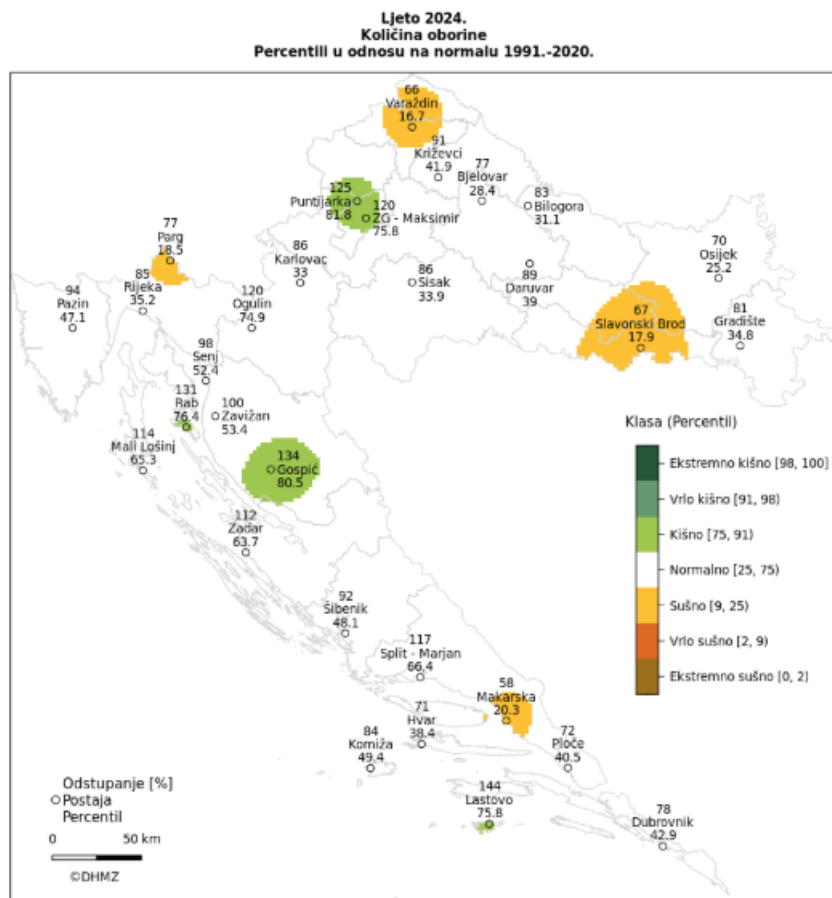 Ljeto 2024.
Količina oborine
Percentili u odnosu na normalu 1991.-2020.
66
Varaždin
16.7
91
Križevci
41.9
77
Bjelovar
28.4
83
Bilogora
31.1
125
Puntijarka
81.8
120
ZG - Maksimir
75.8
77
Parg
18.5
86
Karlovac
33
86
Sisak
33.9
89
Daruvar
39
70
Osijek
25.2
94
Pazin
47.1
85
Rijeka
35.2
120
Ogulin
74.9
67
Slavonski Brod
17.9
81
Gradište
34.8
98
Senj
52.4
131
Rab
76.4
100
Zavižan
53.4
114
Mali Lošinj
65.3
134
Gospić
80.5
112
Zadar
63.7
92
Šibenik
48.1
117
Split - Marjan
66.4
58
Makarska
20.3
71
Hvar
38.4
84
Komiža
49.4
72
Ploče
40.5
144
Lastovo
75.8
78
Dubrovnik
42.9
Klasa (Percentil)
Ekstremno kišno [98, 100]
Vrlo kišno [91, 98)
Kišno [75, 91)
Normalno [25, 75)
Sušno [9, 25)
Vrlo sušno [2, 9)
Ekstremno sušno [0, 2)
Odstupanje [%]
Postaja
Percentil
0 50 km
©DHMZ